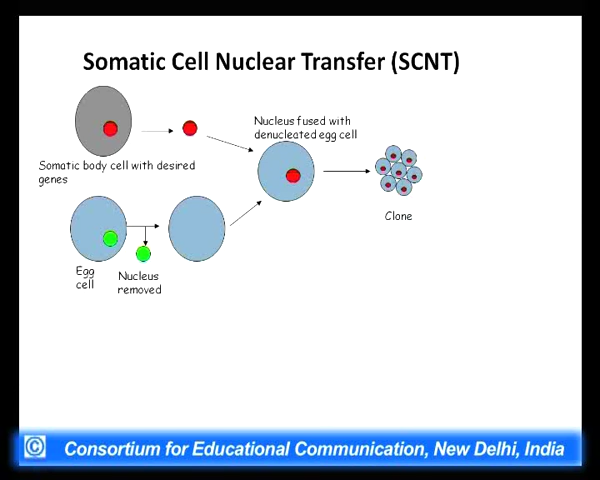 Somatic Cell Nuclear Transfer (SCNT)
Nucleus fused with
denucleated egg cell
Somatic body cell with desired
genes
Clone
Egg
cell
Nucleus
removed
© Consortium for Educational Communication, New Delhi, India